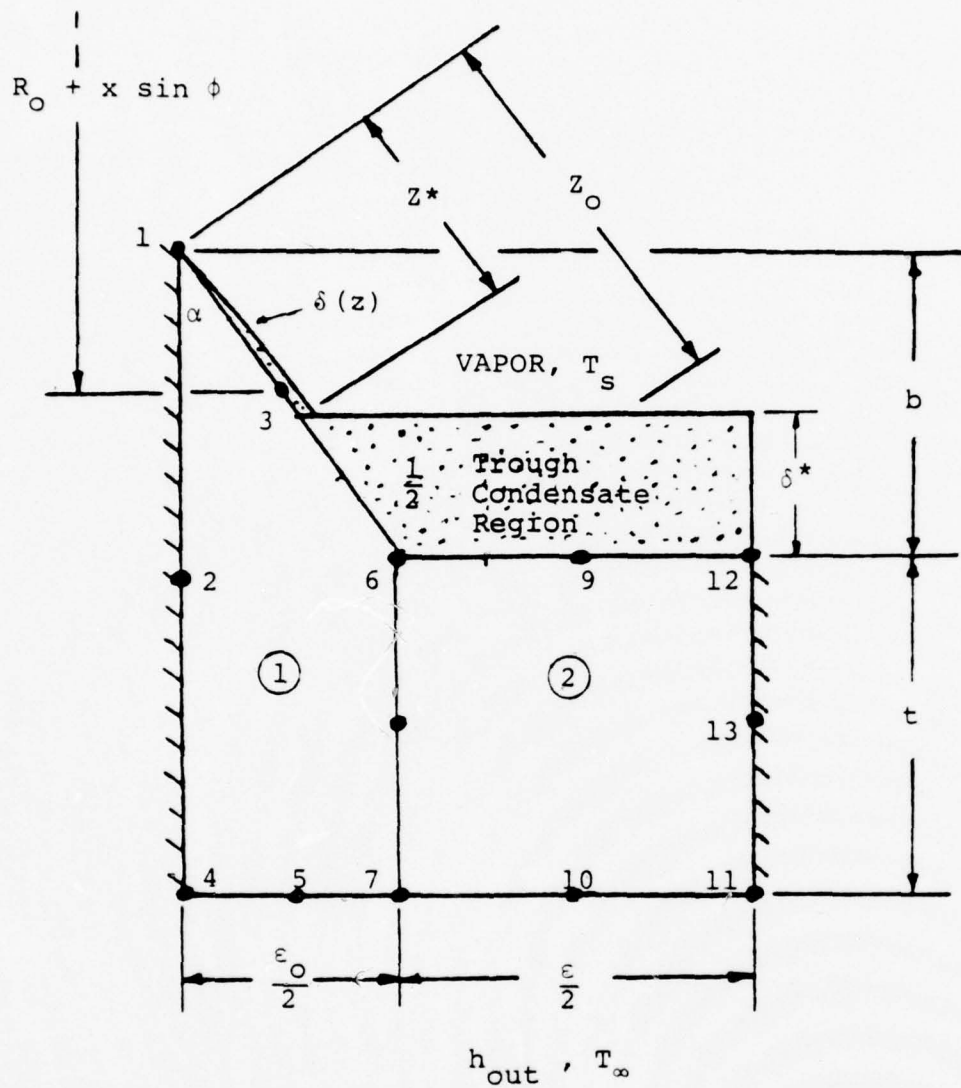 R_o + x sin φ
Z_o
Z*
1
α
δ(z)
VAPOR, T_s
b
3
δ*
1/2 Trough
Condensate
Region
2
6
9
12
①
②
13
t
4
5
7
10
11
ε_o/2
ε/2
h_out , T_∞